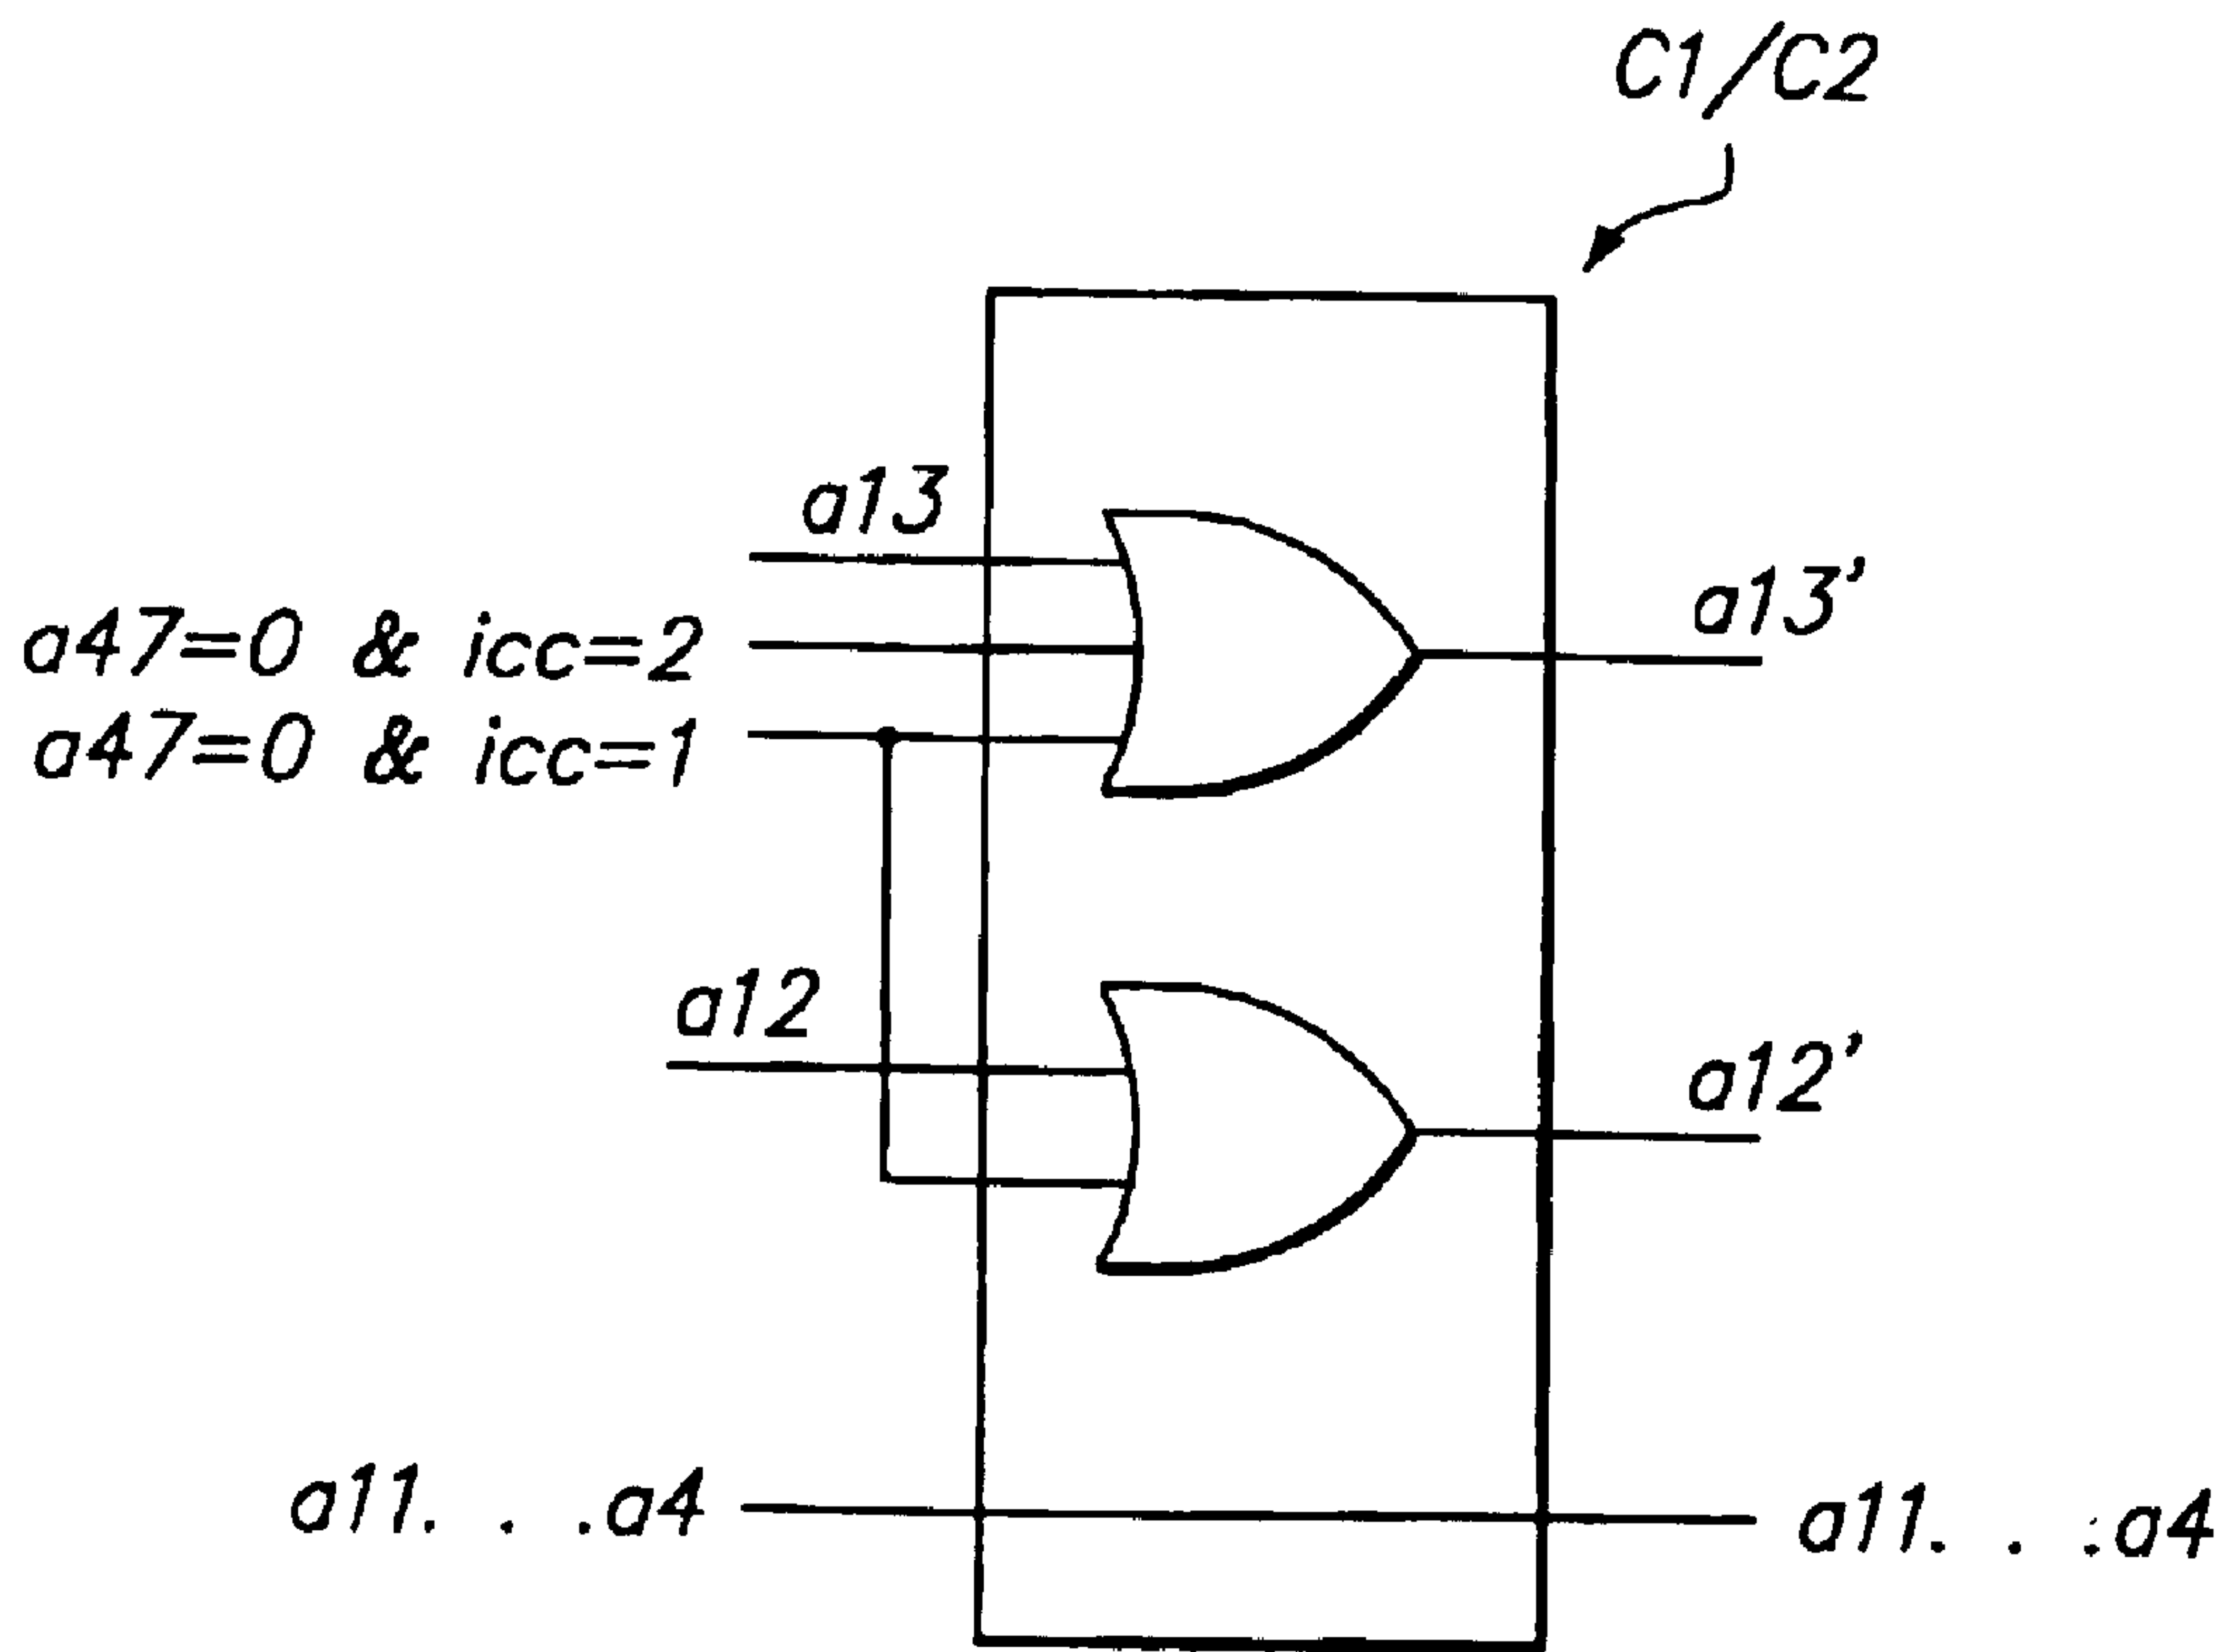 C1/C2
a13
a13'
a47=0 & icc=2
a47=0 & icc=1
a12
a12'
a11. . .a4
a11. . .a4